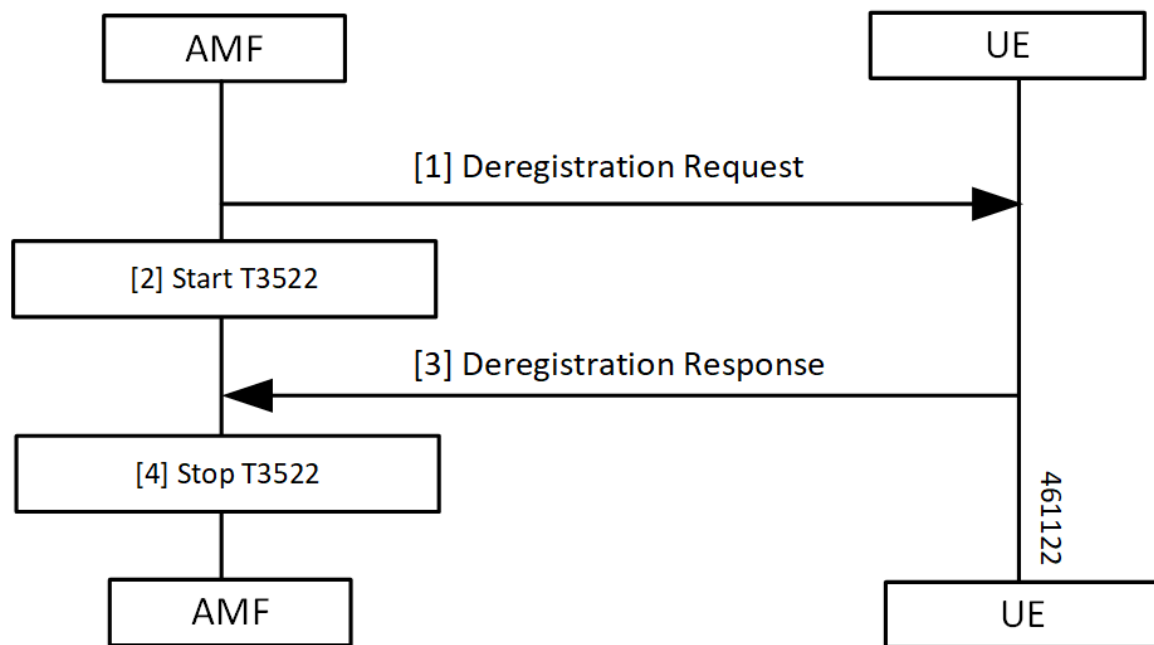 AMF
UE
[1] Deregistration Request
[2] Start T3522
[3] Deregistration Response
[4] Stop T3522
461122
AMF
UE